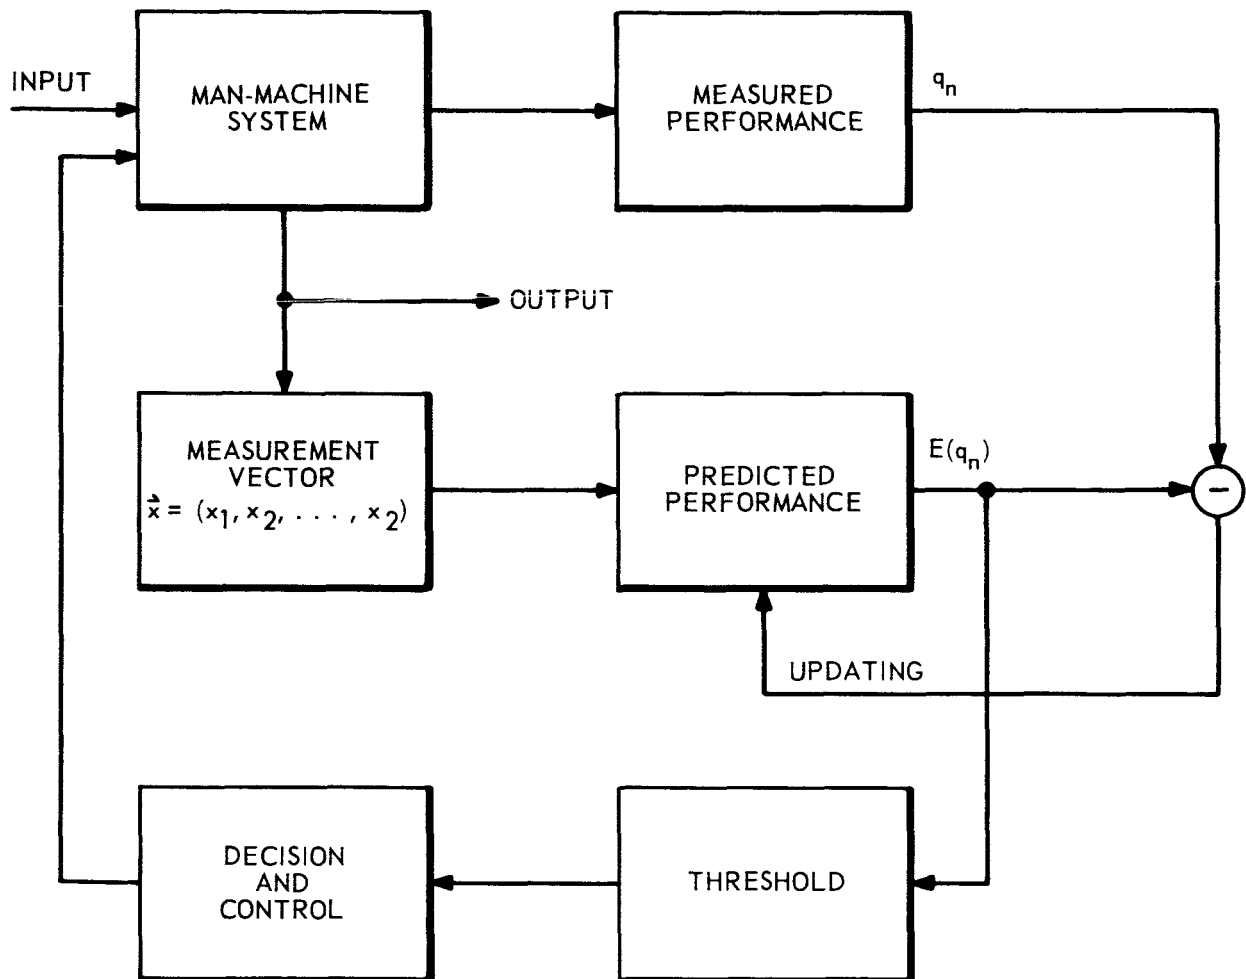 INPUT
MAN-MACHINE
SYSTEM
MEASURED
PERFORMANCE
qₙ
OUTPUT
MEASUREMENT
VECTOR
x⃗ = (x₁, x₂, . . . , x₂)
PREDICTED
PERFORMANCE
E(qₙ)
−
UPDATING
DECISION
AND
CONTROL
THRESHOLD